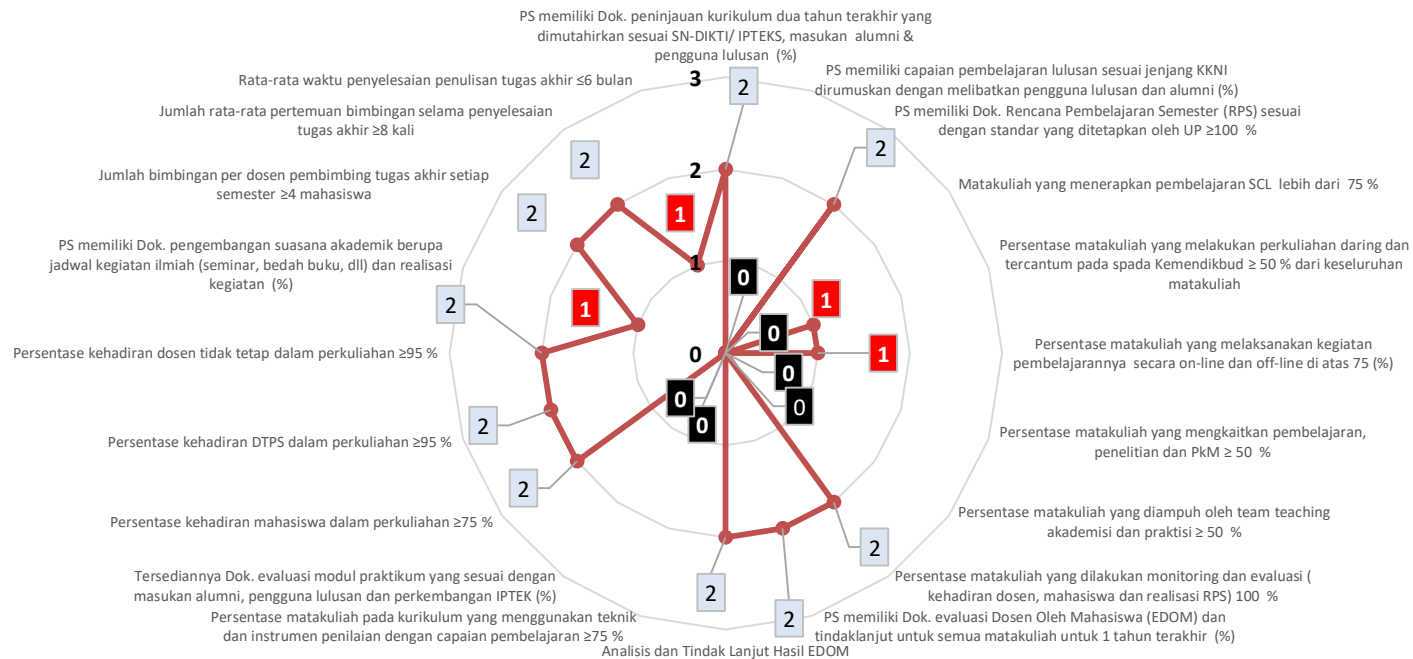 PS memiliki Dok. peninjauan kurikulum dua tahun terakhir yang
dimutahirkan sesuai SN-DIKTI/ IPTEKS, masukan alumni &
pengguna lulusan (%)
PS memiliki capaian pembelajaran lulusan sesuai jenjang KKNI
dirumuskan dengan melibatkan pengguna lulusan dan alumni (%)
PS memiliki Dok. Rencana Pembelajaran Semester (RPS) sesuai
dengan standar yang ditetapkan oleh UP ≥100 %
Matakuliah yang menerapkan pembelajaran SCL lebih dari 75 %
Persentase matakuliah yang melakukan perkuliahan daring dan
tercantum pada spada Kemendikbud ≥ 50 % dari keseluruhan
matakuliah
Persentase matakuliah yang melaksanakan kegiatan
pembelajarannya secara on-line dan off-line di atas 75 (%)
Persentase matakuliah yang mengkaitkan pembelajaran,
penelitian dan PkM ≥ 50 %
Persentase matakuliah yang diampuh oleh team teaching
akademisi dan praktisi ≥ 50 %
Persentase matakuliah yang dilakukan monitoring dan evaluasi (
kehadiran dosen, mahasiswa dan realisasi RPS) 100 %
PS memiliki Dok. evaluasi Dosen Oleh Mahasiswa (EDOM) dan
tindaklanjut untuk semua matakuliah untuk 1 tahun terakhir (%)
Analisis dan Tindak Lanjut Hasil EDOM
Persentase matakuliah pada kurikulum yang menggunakan teknik
dan instrumen penilaian dengan capaian pembelajaran ≥75 %
Tersediannya Dok. evaluasi modul praktikum yang sesuai dengan
masukan alumni, pengguna lulusan dan perkembangan IPTEK (%)
Persentase kehadiran mahasiswa dalam perkuliahan ≥75 %
Persentase kehadiran DTPS dalam perkuliahan ≥95 %
Persentase kehadiran dosen tidak tetap dalam perkuliahan ≥95 %
PS memiliki Dok. pengembangan suasana akademik berupa
jadwal kegiatan ilmiah (seminar, bedah buku, dll) dan realisasi
kegiatan (%)
Jumlah bimbingan per dosen pembimbing tugas akhir setiap
semester ≥4 mahasiswa
Jumlah rata-rata pertemuan bimbingan selama penyelesaian
tugas akhir ≥8 kali
Rata-rata waktu penyelesaian penulisan tugas akhir ≤6 bulan
3
2
1
0
2
0
2
0
1
1
0
0
2
2
2
0
0
2
2
2
1
2
2
1